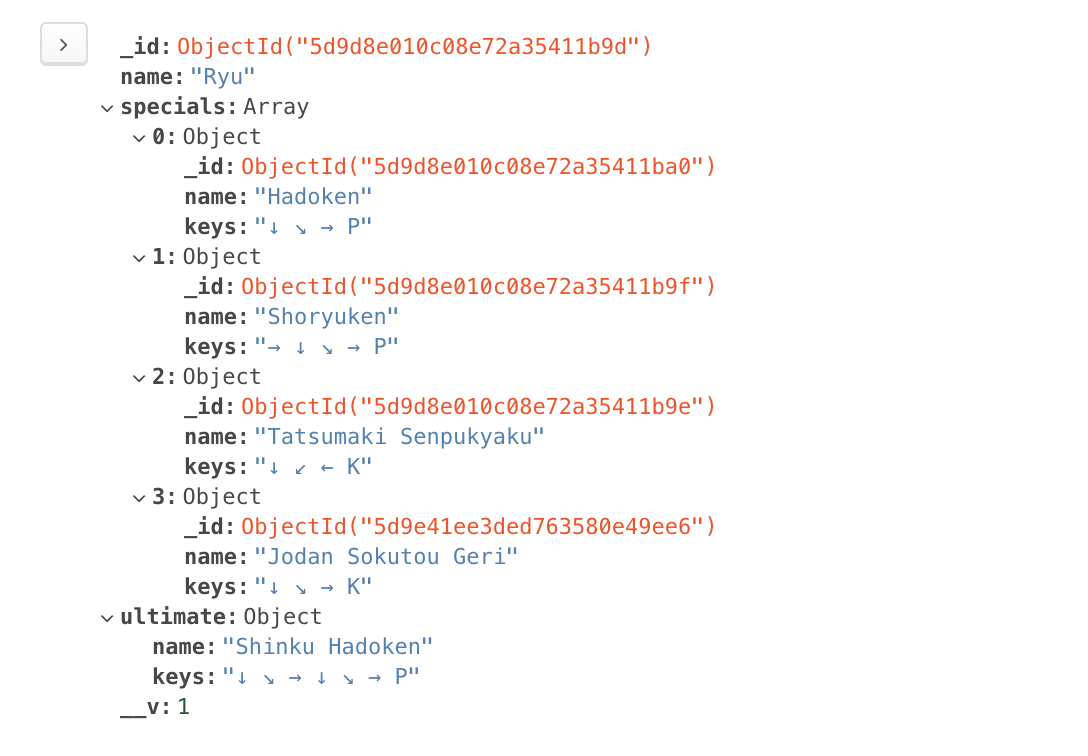 _id: ObjectId("5d9d8e010c08e72a35411b9d")
name: "Ryu"
specials: Array
0: Object
_id: ObjectId("5d9d8e010c08e72a35411ba0")
name: "Hadoken"
keys: "↓ ↘ → P"
1: Object
_id: ObjectId("5d9d8e010c08e72a35411b9f")
name: "Shoryuken"
keys: "→ ↓ ↘ → P"
2: Object
_id: ObjectId("5d9d8e010c08e72a35411b9e")
name: "Tatsumaki Senpukyaku"
keys: "↓ ↙ ← K"
3: Object
_id: ObjectId("5d9e41ee3ded763580e49ee6")
name: "Jodan Sokutou Geri"
keys: "↓ ↘ → K"
ultimate: Object
name: "Shinku Hadoken"
keys: "↓ ↘ → ↓ ↘ → P"
__v: 1